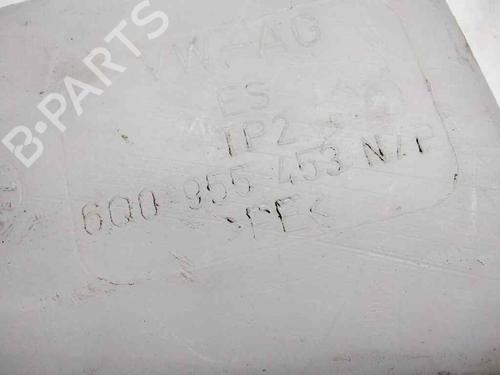 B-PARTS
VW-AG
ES
TP2
6Q0 955 453 N/P
>PE<